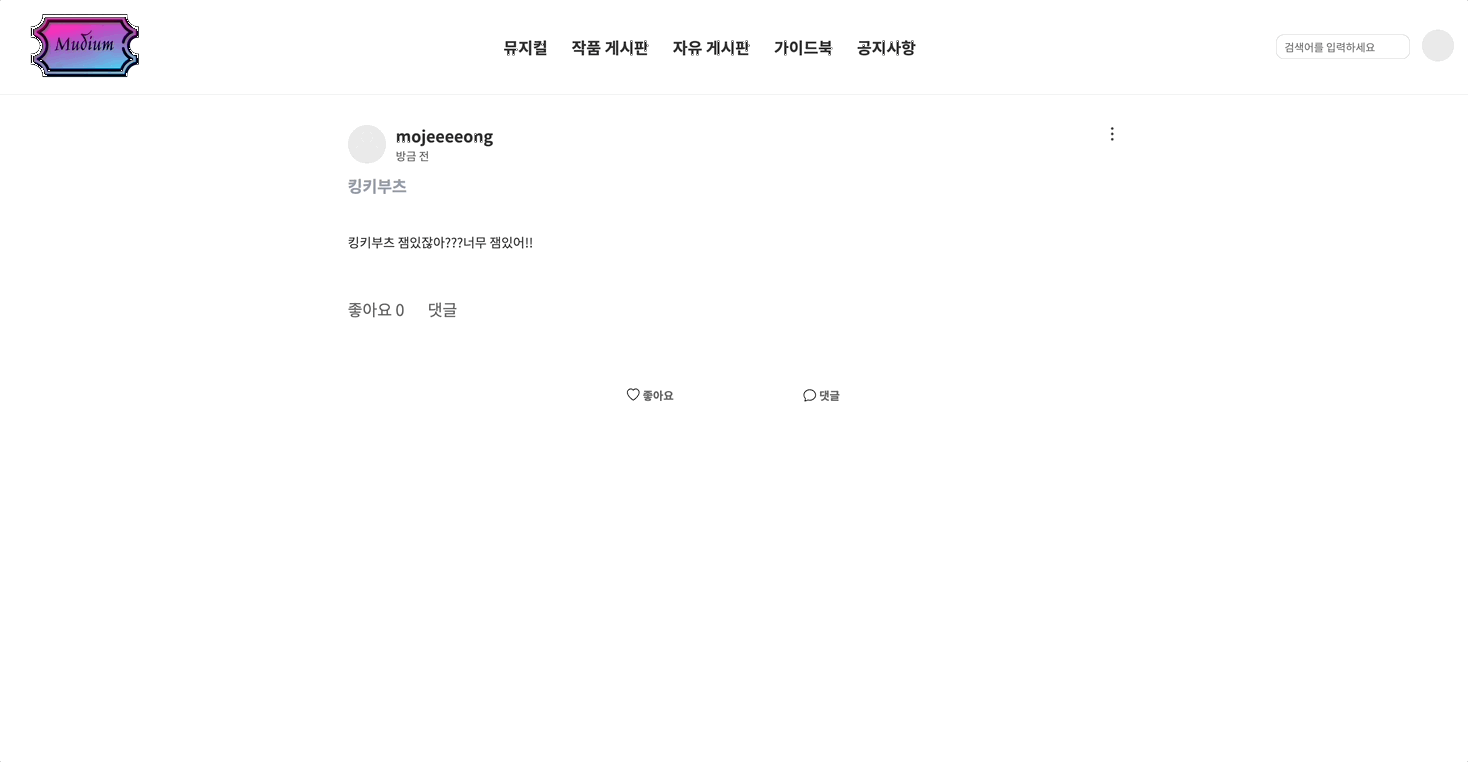 Mudium
뮤지컬 작품 게시판 자유 게시판 가이드북 공지사항
검색어를 입력하세요
mojeeeeong
방금 전
킹키부츠
킹키부츠 잼있잖아???너무 잼있어!!
좋아요 0 댓글
좋아요 댓글